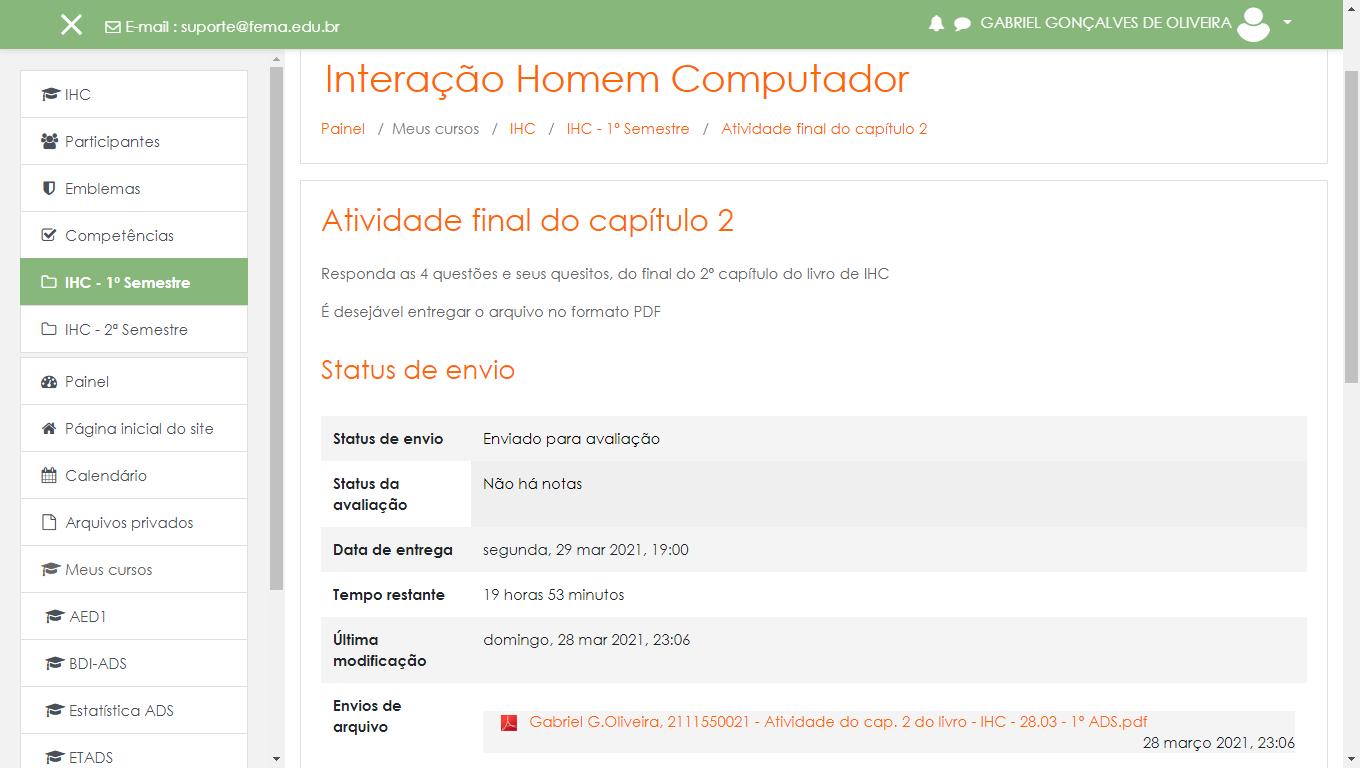 E-mail : suporte@fema.edu.br
GABRIEL GONÇALVES DE OLIVEIRA
IHC
Participantes
Emblemas
Competências
IHC - 1º Semestre
IHC - 2ª Semestre
Painel
Página inicial do site
Calendário
Arquivos privados
Meus cursos
AED1
BDI-ADS
Estatística ADS
ETADS
Interação Homem Computador
Painel / Meus cursos / IHC / IHC - 1º Semestre / Atividade final do capítulo 2
Atividade final do capítulo 2
Responda as 4 questões e seus quesitos, do final do 2º capítulo do livro de IHC
É desejável entregar o arquivo no formato PDF
Status de envio
Status de envio Enviado para avaliação
Status da Não há notas
avaliação
Data de entrega segunda, 29 mar 2021, 19:00
Tempo restante 19 horas 53 minutos
Última domingo, 28 mar 2021, 23:06
modificação
Envios de
arquivo
Gabriel G.Oliveira, 2111550021 - Atividade do cap. 2 do livro - IHC - 28.03 - 1º ADS.pdf
28 março 2021, 23:06